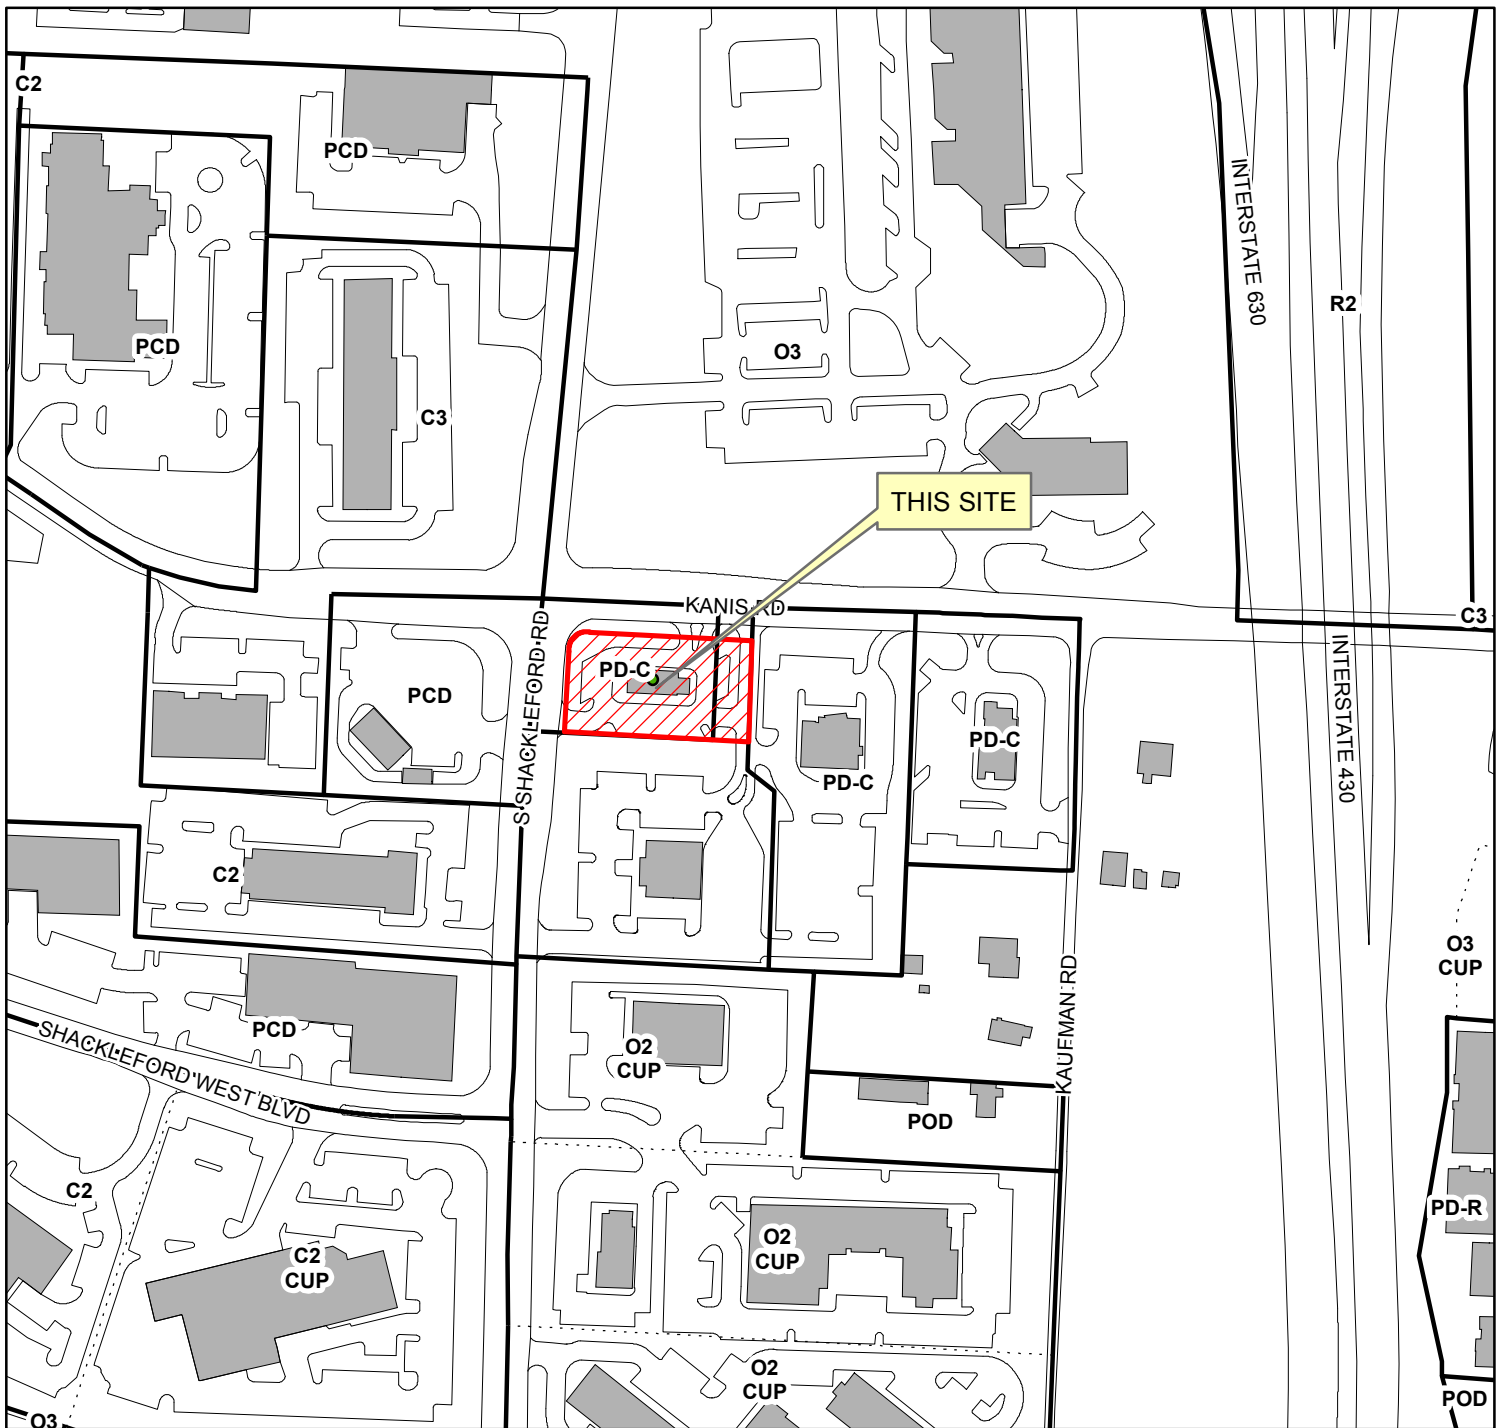 C2
PCD
INTERSTATE 630
R2
PCD
O3
C3
THIS SITE
KANIS RD
C3
S SHACKLEFORD RD
PD-C
PCD
INTERSTATE 430
PD-C
PD-C
C2
O3
CUP
KAUFMAN RD
PCD
O2
CUP
SHACKLEFORD WEST BLVD
POD
C2
PD-R
O2
CUP
C2
CUP
O2
CUP
POD
O3